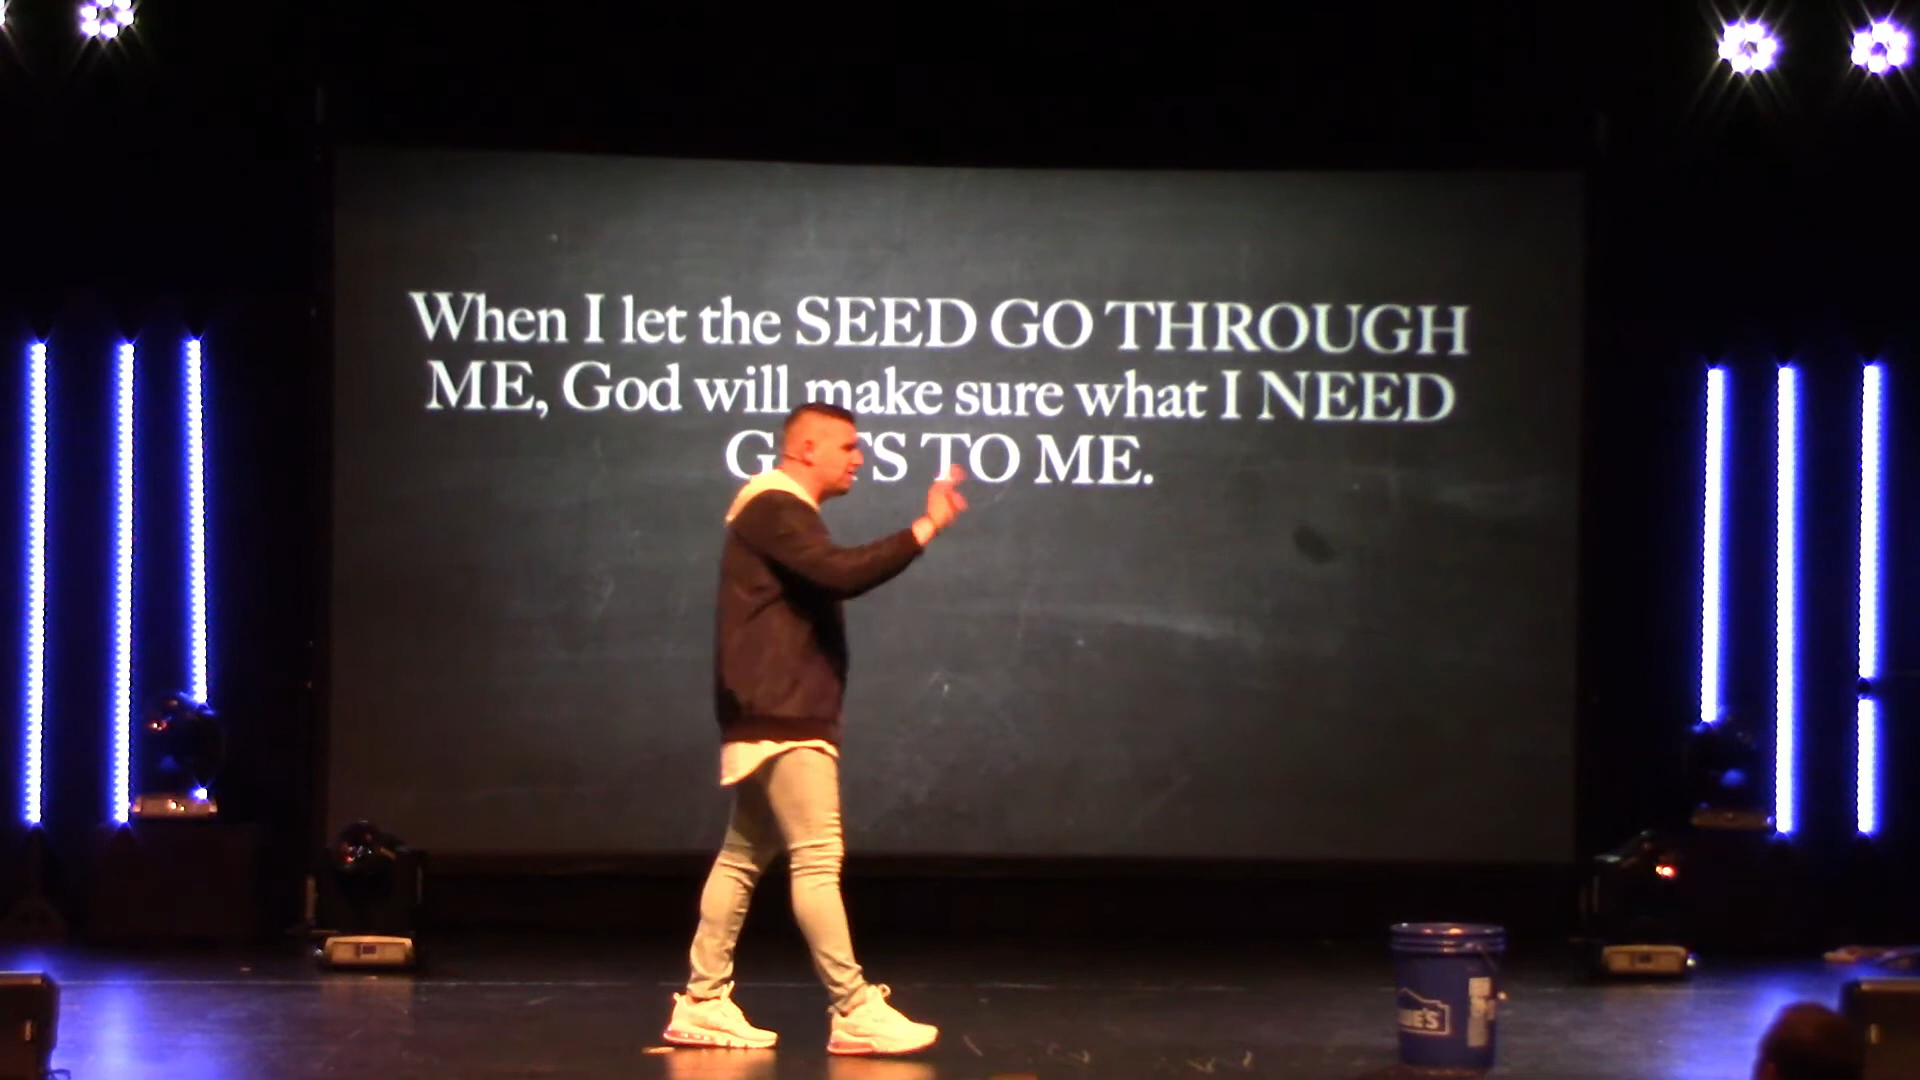 When I let the SEED GO THROUGH
ME, God will make sure what I NEED
TO ME.